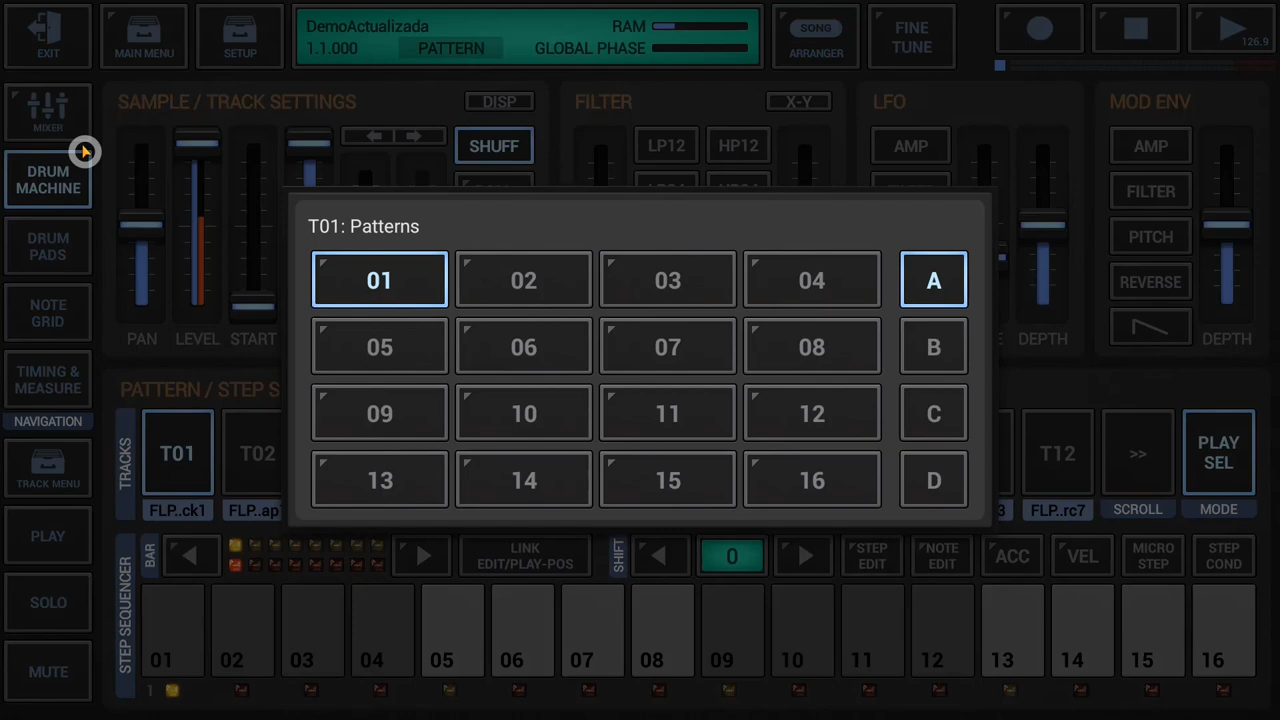 EXIT
MAIN MENU
SETUP
DemoActualizada
RAM
1.1.000
PATTERN
GLOBAL PHASE
SONG
ARRANGER
FINE
TUNE
126.9
MIXER
DRUM
MACHINE
DRUM
PADS
NOTE
GRID
TIMING &
MEASURE
NAVIGATION
TRACK MENU
PLAY
SOLO
MUTE
SAMPLE / TRACK SETTINGS
DISP
SHUFF
PAN
LEVEL
START
FILTER
X-Y
LP12
HP12
LFO
AMP
DEPTH
MOD ENV
AMP
FILTER
PITCH
REVERSE
DEPTH
T01: Patterns
01
02
03
04
A
05
06
07
08
B
09
10
11
12
C
13
14
15
16
D
PATTERN / STEP S
TRACKS
T01
T02
T12
>>
PLAY
SEL
FLP..ck1
FLP..ap
3
FLP..rc7
SCROLL
MODE
STEP SEQUENCER
BAR
LINK
EDIT/PLAY-POS
SHIFT
0
STEP
EDIT
NOTE
EDIT
ACC
VEL
MICRO
STEP
STEP
COND
01
02
03
04
05
06
07
08
09
10
11
12
13
14
15
16
1